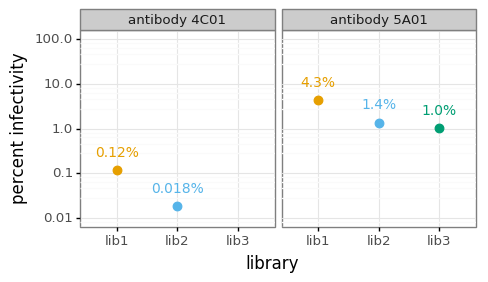 antibody 4C01
antibody 5A01
percent infectivity
100.0
10.0
1.0
0.1
0.01
0.12%
0.018%
4.3%
1.4%
1.0%
lib1
lib2
lib3
lib1
lib2
lib3
library